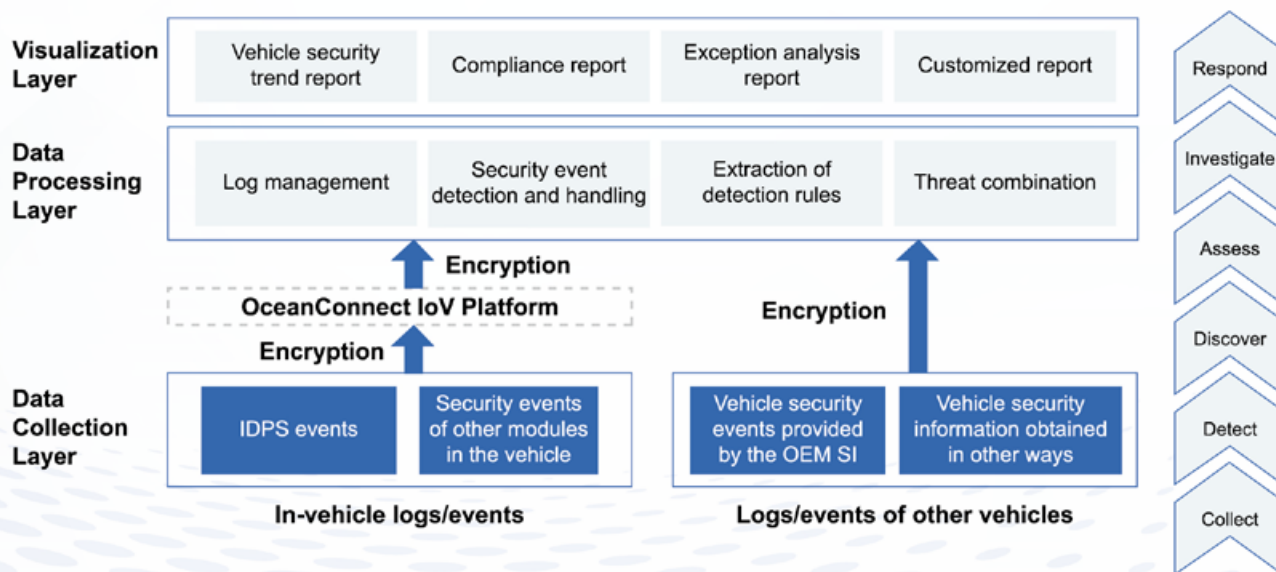 Visualization
Layer
Vehicle security
trend report
Compliance report
Exception analysis
report
Customized report
Data
Processing
Layer
Log management
Security event
detection and handling
Extraction of
detection rules
Threat combination
Encryption
OceanConnect IoV Platform
Encryption
Encryption
Data
Collection
Layer
IDPS events
Security events
of other modules
in the vehicle
Vehicle security
events provided
by the OEM SI
Vehicle security
information obtained
in other ways
In-vehicle logs/events
Logs/events of other vehicles
Respond
Investigate
Assess
Discover
Detect
Collect